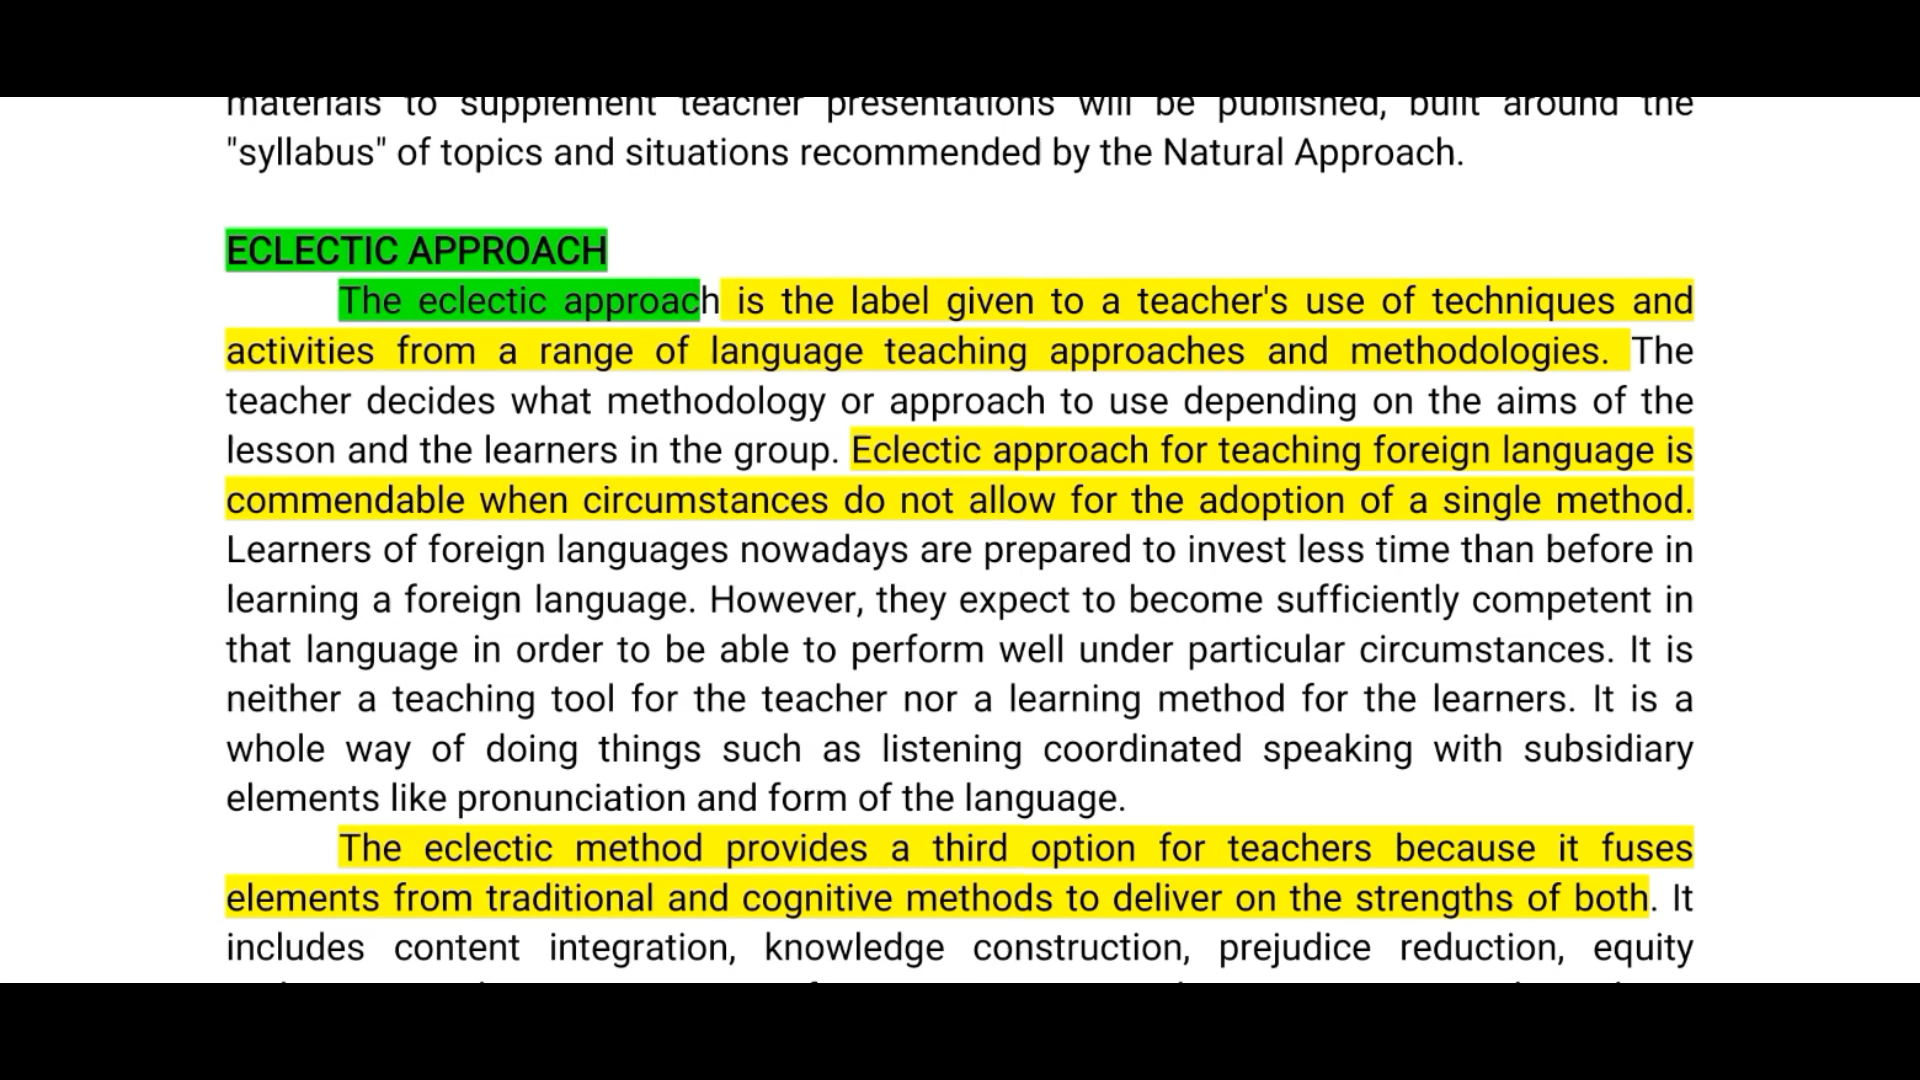 materials to supplement teacher presentations will be published, built around the
"syllabus" of topics and situations recommended by the Natural Approach.
ECLECTIC APPROACH
The eclectic approach is the label given to a teacher's use of techniques and
activities from a range of language teaching approaches and methodologies. The
teacher decides what methodology or approach to use depending on the aims of the
lesson and the learners in the group. Eclectic approach for teaching foreign language is
commendable when circumstances do not allow for the adoption of a single method.
Learners of foreign languages nowadays are prepared to invest less time than before in
learning a foreign language. However, they expect to become sufficiently competent in
that language in order to be able to perform well under particular circumstances. It is
neither a teaching tool for the teacher nor a learning method for the learners. It is a
whole way of doing things such as listening coordinated speaking with subsidiary
elements like pronunciation and form of the language.
The eclectic method provides a third option for teachers because it fuses
elements from traditional and cognitive methods to deliver on the strengths of both. It
includes content integration, knowledge construction, prejudice reduction, equity